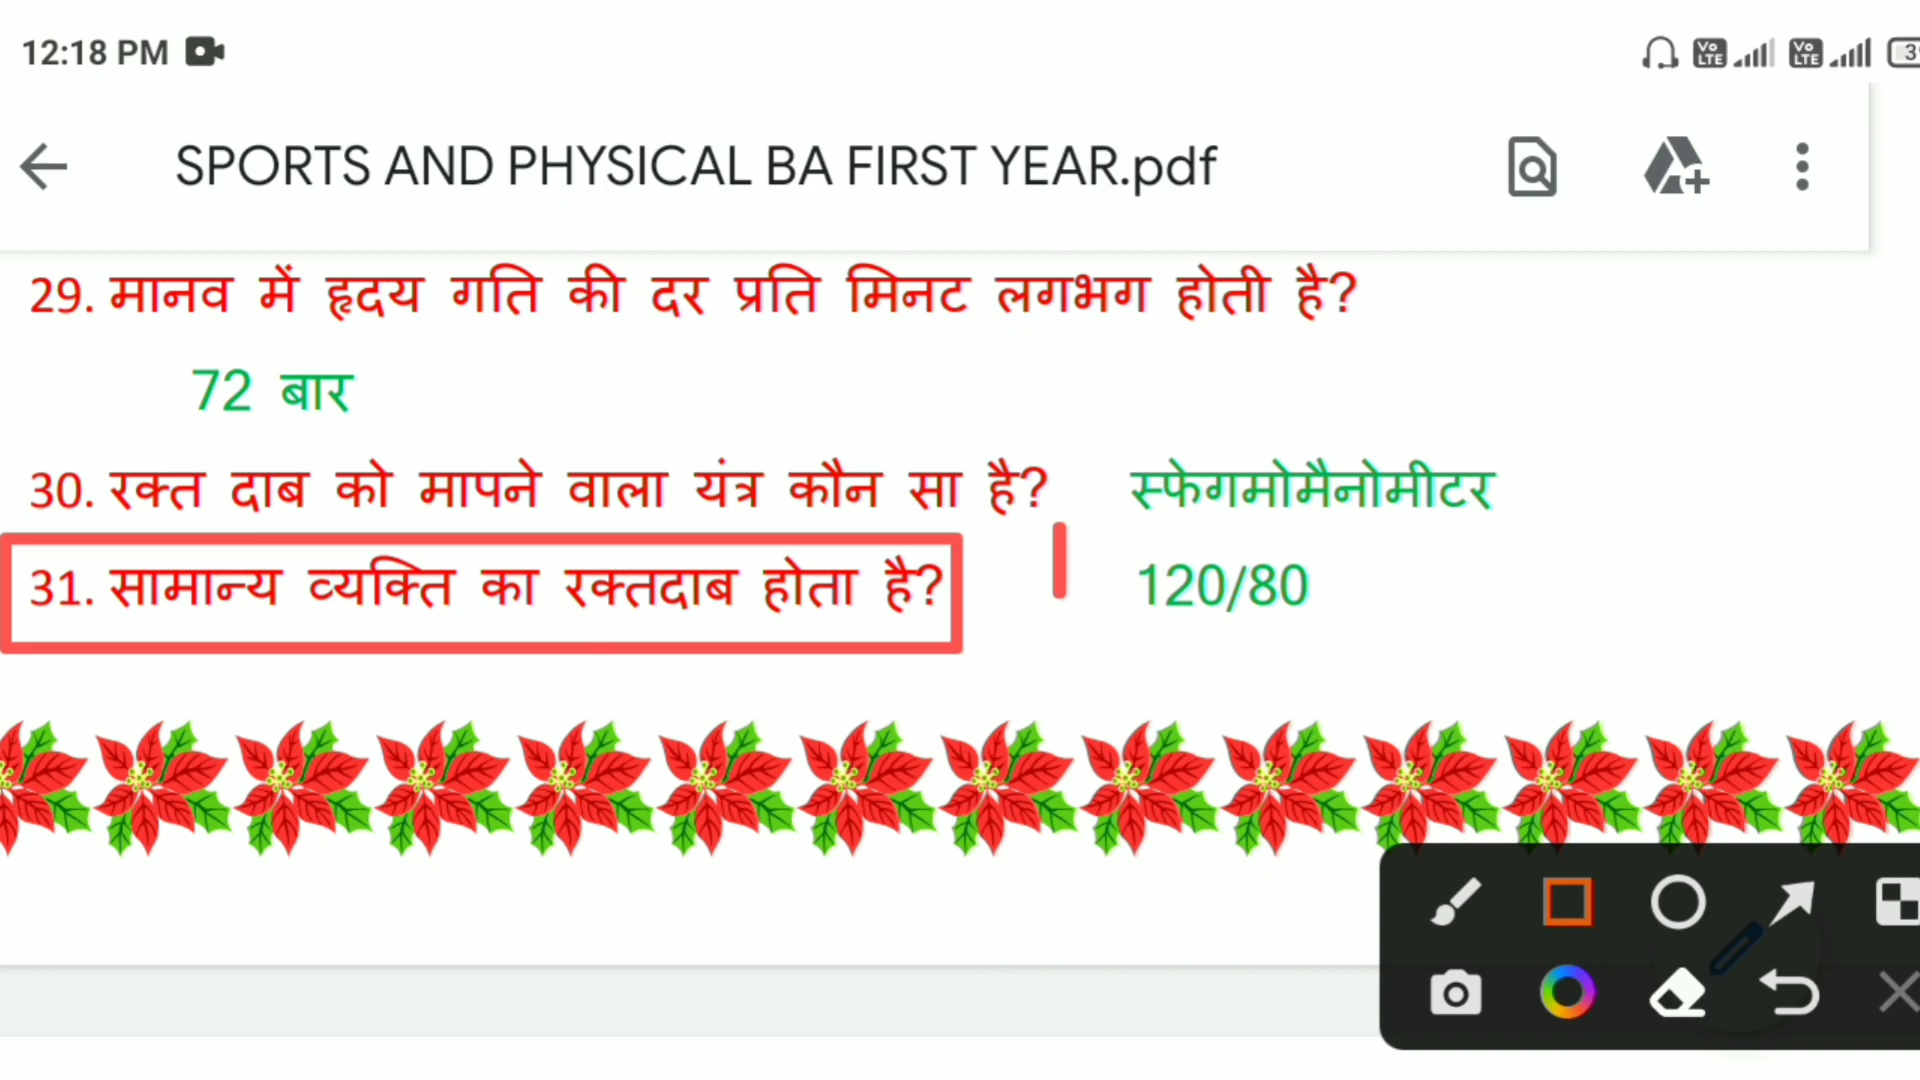 12:18 PM
SPORTS AND PHYSICAL BA FIRST YEAR.pdf
29. मानव में हृदय गति की दर प्रति मिनट लगभग होती है?
72 बार
30. रक्त दाब को मापने वाला यंत्र कौन सा है? स्फेगमोमैनोमीटर
31. सामान्य व्यक्ति का रक्तदाब होता है? 120/80